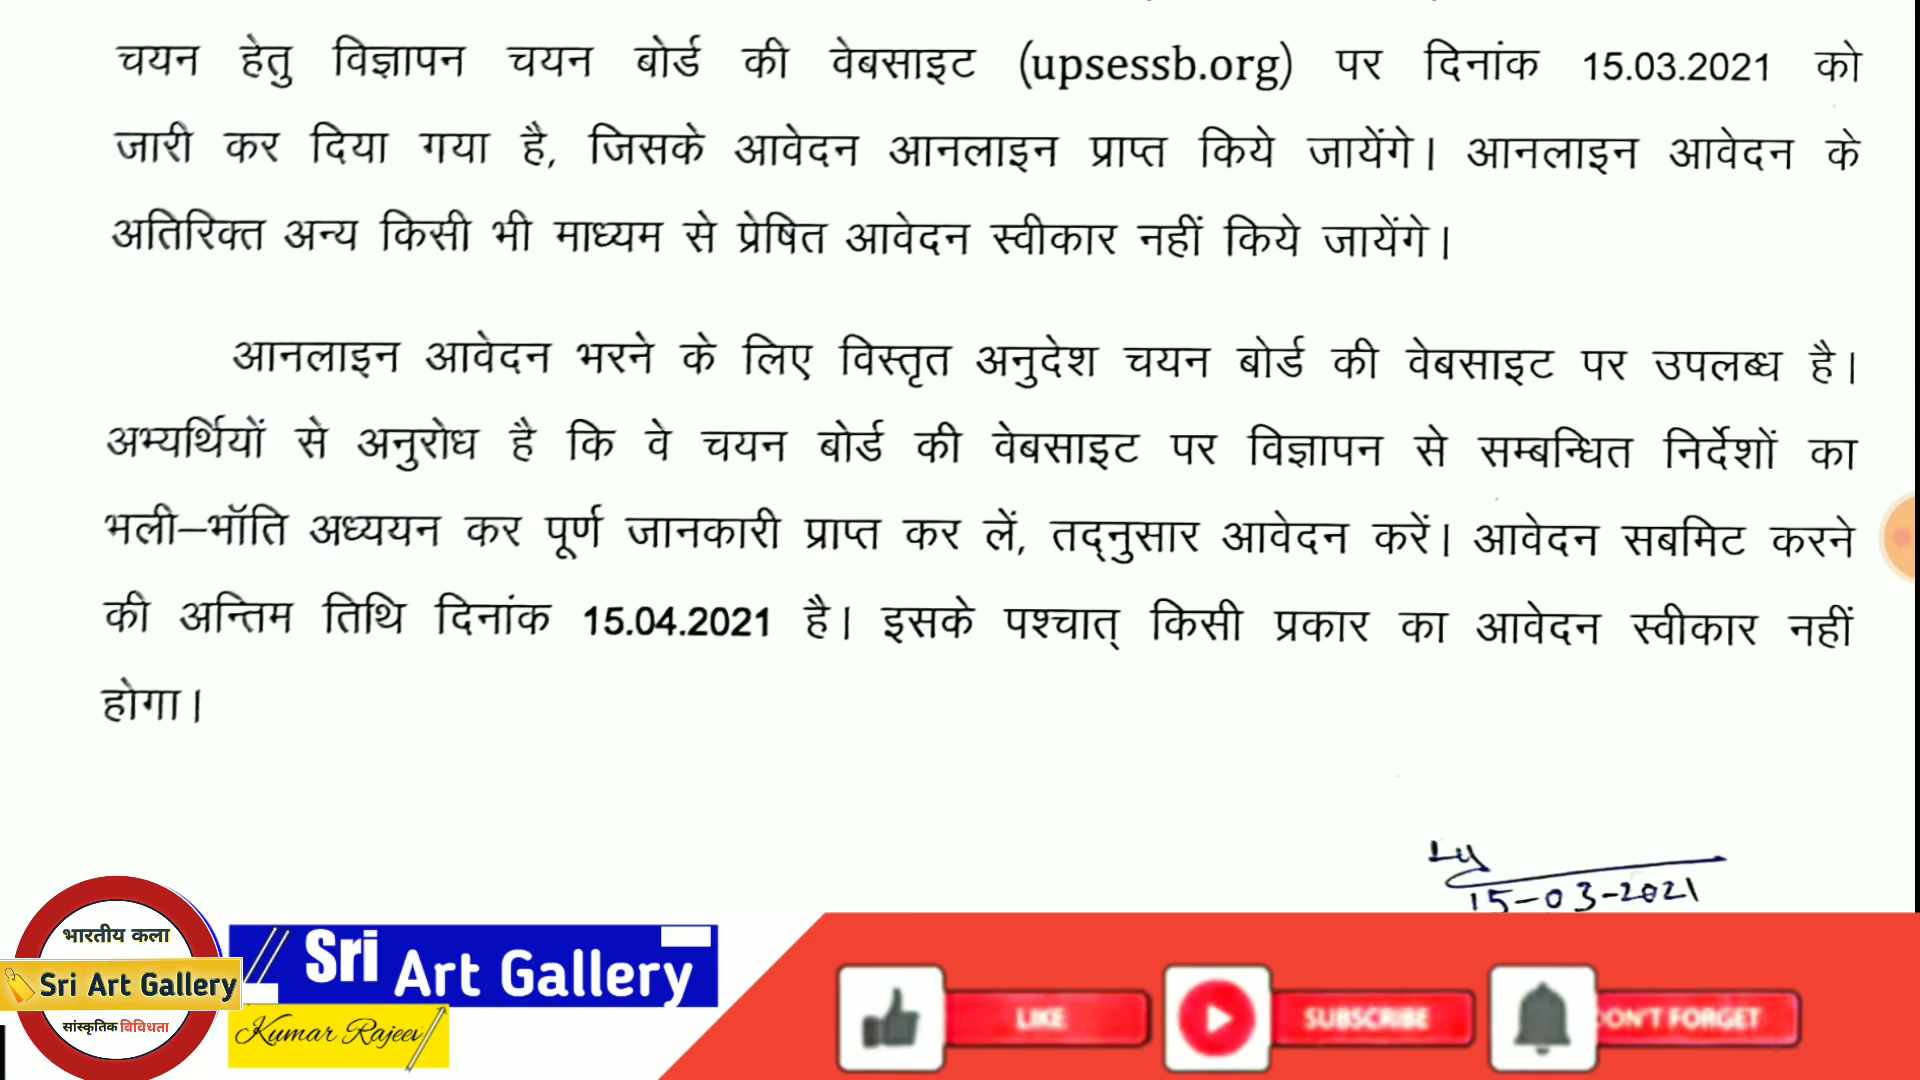 चयन हेतु विज्ञापन चयन बोर्ड की वेबसाइट (upsessb.org) पर दिनांक 15.03.2021 को
जारी कर दिया गया है, जिसके आवेदन आनलाइन प्राप्त किये जायेंगे। आनलाइन आवेदन के
अतिरिक्त अन्य किसी भी माध्यम से प्रेषित आवेदन स्वीकार नहीं किये जायेंगे।
आनलाइन आवेदन भरने के लिए विस्तृत अनुदेश चयन बोर्ड की वेबसाइट पर उपलब्ध है।
अभ्यर्थियों से अनुरोध है कि वे चयन बोर्ड की वेबसाइट पर विज्ञापन से सम्बन्धित निर्देशों का
भली–भॉति अध्ययन कर पूर्ण जानकारी प्राप्त कर लें, तद्नुसार आवेदन करें। आवेदन सबमिट करने
की अन्तिम तिथि दिनांक 15.04.2021 है। इसके पश्चात् किसी प्रकार का आवेदन स्वीकार नहीं
होगा।
15-03-2021
भारतीय कला
Sri Art Gallery
सांस्कृतिक विविधता
Sri Art Gallery
Kumar Rajeev
LIKE
SUBSCRIBE
DON'T FORGET